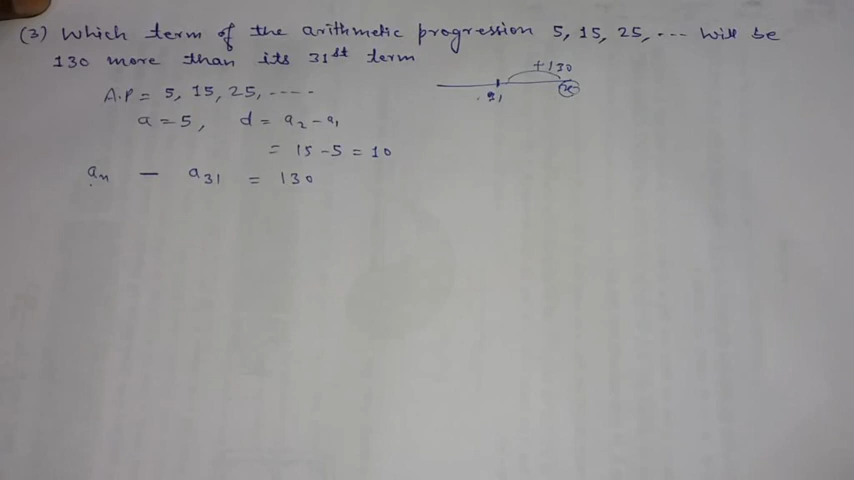 (3) Which term of the arithmetic progression 5, 15, 25, ... will be
130 more than its 31st term
+130
31
A.P = 5, 15, 25, ....
a = 5, d = a₂ - a₁
= 15 - 5 = 10
aₙ - a₃₁ = 130